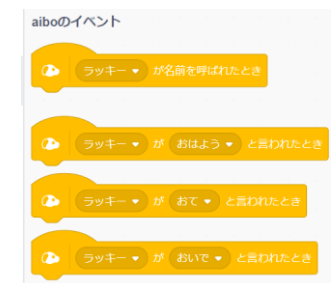 aiboのイベント
ラッキー が名前を呼ばれたとき
ラッキー が おはよう と言われたとき
ラッキー が おて と言われたとき
ラッキー が おいで と言われたとき